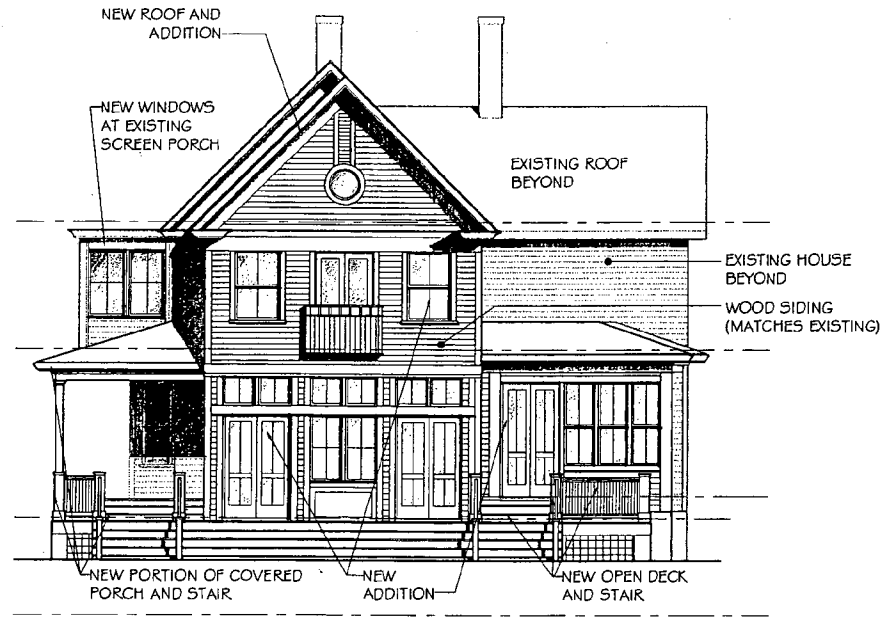 NEW ROOF AND
ADDITION
NEW WINDOWS
AT EXISTING
SCREEN PORCH
EXISTING ROOF
BEYOND
EXISTING HOUSE
BEYOND
WOOD SIDING
(MATCHES EXISTING)
NEW PORTION OF COVERED
PORCH AND STAIR
NEW
ADDITION
NEW OPEN DECK
AND STAIR